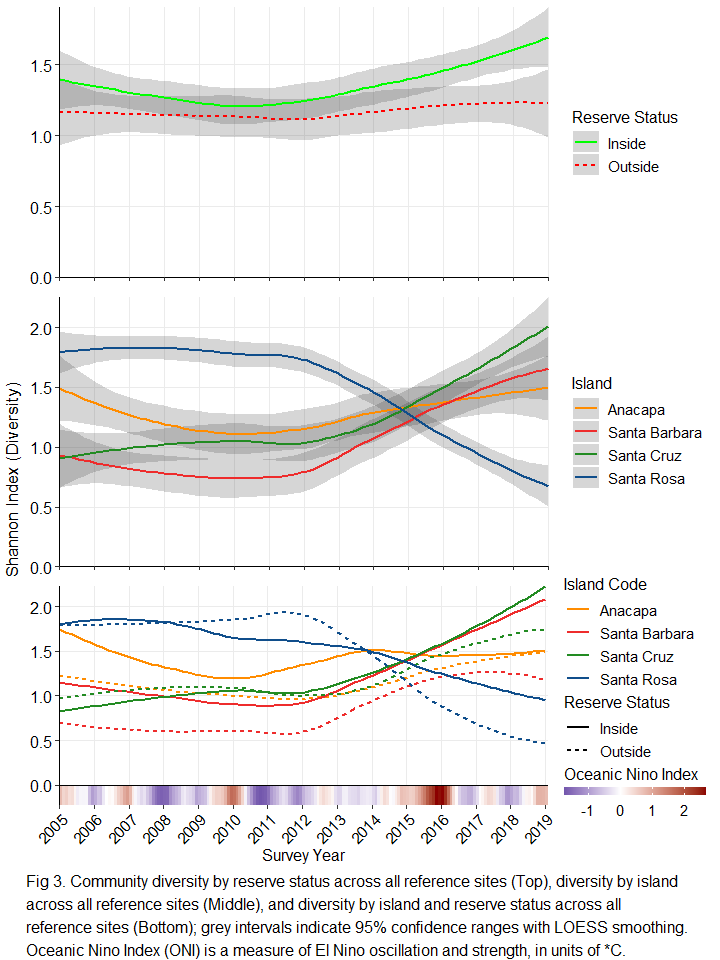 1.5
1.0
0.5
0.0
Reserve Status
Inside
Outside
2.0
1.5
1.0
0.5
0.0
Island
Anacapa
Santa Barbara
Santa Cruz
Santa Rosa
Shannon Index (Diversity)
2.0
1.5
1.0
0.5
0.0
Island Code
Anacapa
Santa Barbara
Santa Cruz
Santa Rosa
Reserve Status
Inside
Outside
Oceanic Nino Index
-1 0 1 2
2005 2006 2007 2008 2009 2010 2011 2012 2013 2014 2015 2016 2017 2018 2019
Survey Year
Fig 3. Community diversity by reserve status across all reference sites (Top), diversity by island
across all reference sites (Middle), and diversity by island and reserve status across all
reference sites (Bottom); grey intervals indicate 95% confidence ranges with LOESS smoothing.
Oceanic Nino Index (ONI) is a measure of El Nino oscillation and strength, in units of *C.